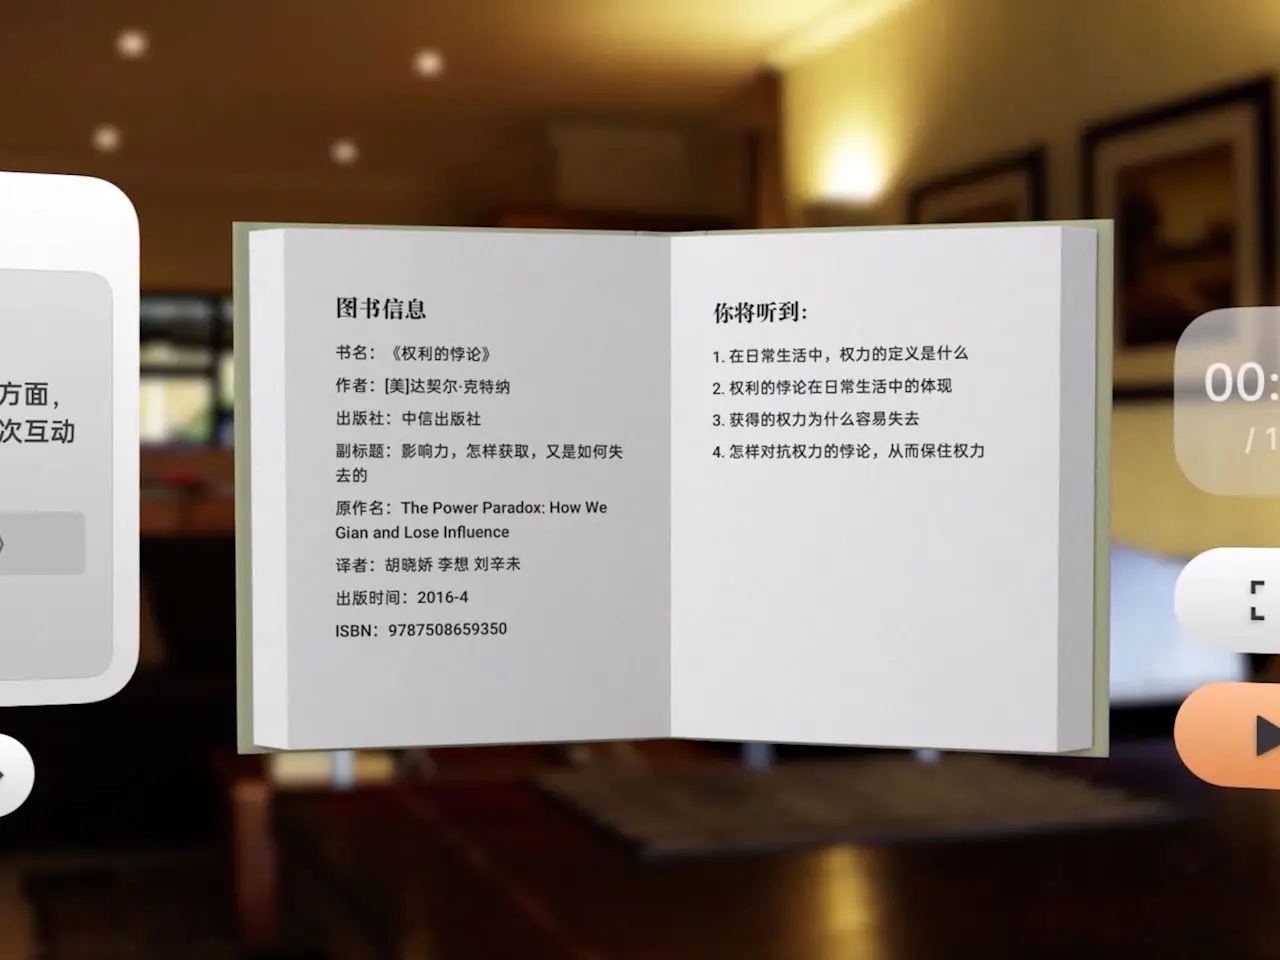 方面，
次互动
图书信息
书名：《权利的悖论》
作者：[美]达契尔·克特纳
出版社：中信出版社
副标题：影响力，怎样获取，又是如何失
去的
原作名：The Power Paradox: How We
Gian and Lose Influence
译者：胡晓娇 李想 刘辛未
出版时间：2016-4
ISBN：9787508659350
你将听到：
1. 在日常生活中，权力的定义是什么
2. 权利的悖论在日常生活中的体现
3. 获得的权力为什么容易失去
4. 怎样对抗权力的悖论，从而保住权力
00:
/ 1